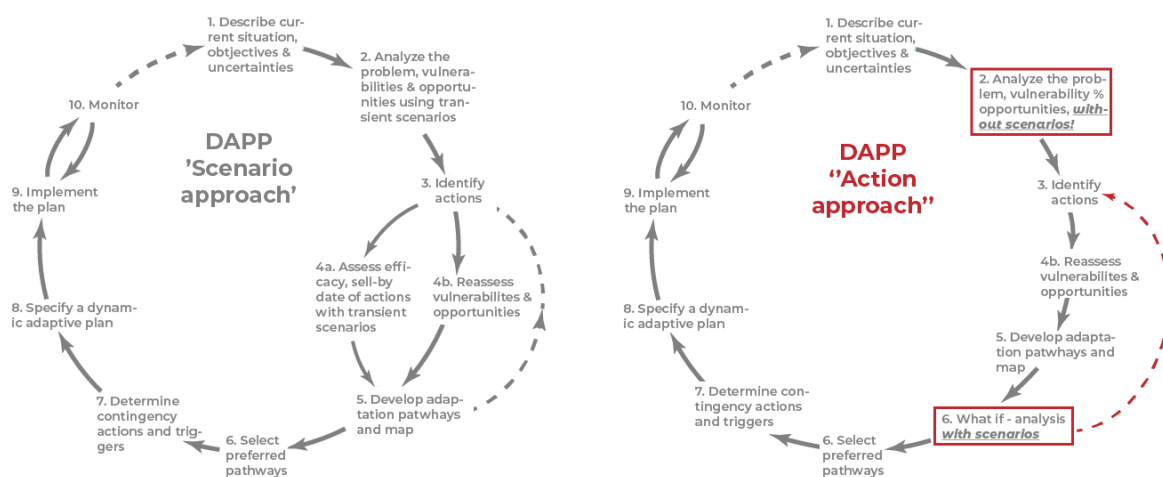 1. Describe cur-
rent situation,
obtjectives &
uncertainties
2. Analyze the
problem, vulnera-
bilities & opportu-
nities using tran-
sient scenarios
10. Monitor
DAPP
'Scenario
approach'
3. Identify
actions
9. Implement
the plan
4a. Assess effi-
cacy, sell-by
date of actions
with transient
scenarios
4b. Reassess
vulnerabilites &
opportunities
8. Specify a dynam-
ic adaptive plan
5. Develop adap-
tation patwhays
and map
7. Determine
contingency
actions and trig-
gers
6. Select
preferred
pathways
1. Describe cur-
rent situation,
objectives &
uncertainties
2. Analyze the prob-
lem, vulnerability %
opportunities, with-
out scenarios!
10. Monitor
DAPP
‘’Action
approach”
3. Identify
actions
9. Implement
the plan
4b. Reassess
vulnerabilites &
opportunities
8. Specify a dynam-
ic adaptive plan
5. Develop adapta-
tion patwhays and
map
7. Determine con-
tingency actions
and triggers
6. What if - analysis
with scenarios
6. Select
preferred
pathways